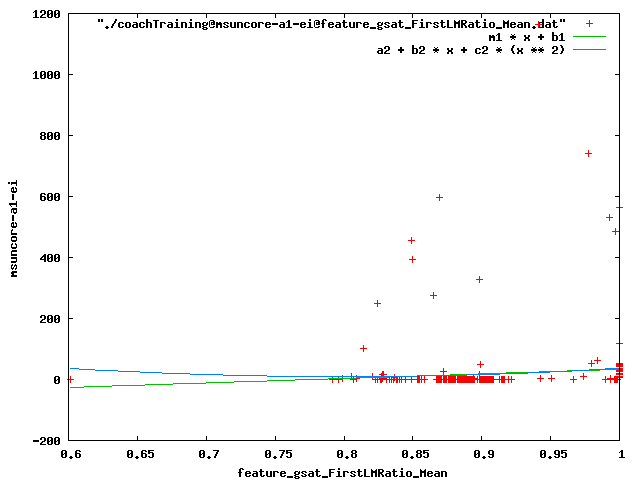 1200
"./coachTraining@msuncore-a1-ei@feature_gsat_FirstLMRatio_Mean.dat"
m1 * x + b1
a2 + b2 * x + c2 * (x ** 2)
1000
800
600
400
200
0
-200
msuncore-a1-ei
0.6 0.65 0.7 0.75 0.8 0.85 0.9 0.95 1
feature_gsat_FirstLMRatio_Mean